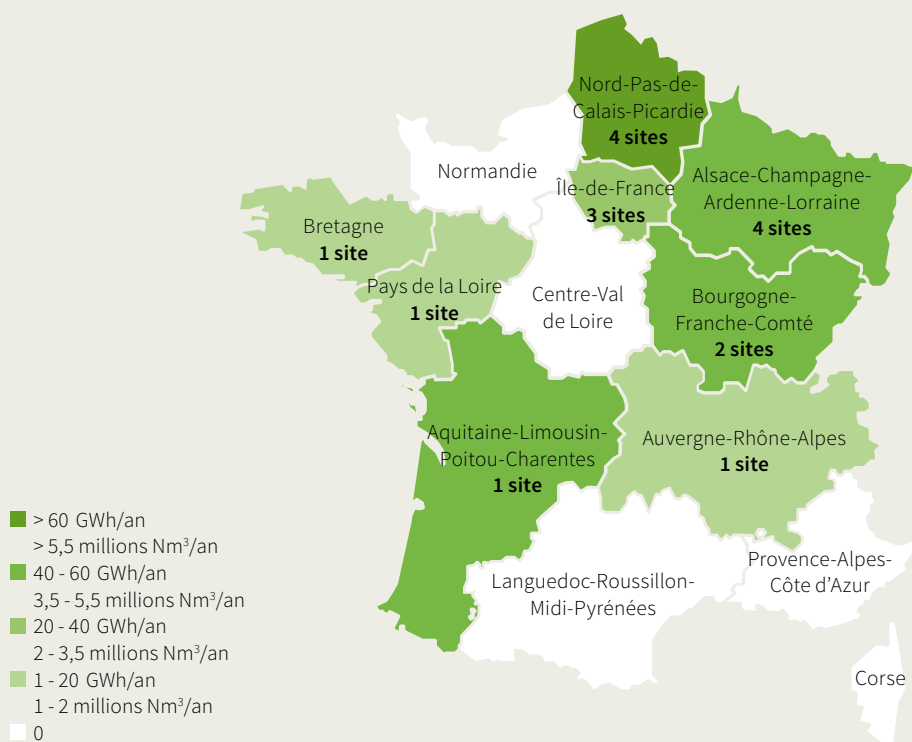 Nord-Pas-de-
Calais-Picardie
4 sites
Normandie
Île-de-France
3 sites
Alsace-Champagne-
Ardenne-Lorraine
4 sites
Bretagne
1 site
Pays de la Loire
1 site
Centre-Val
de Loire
Bourgogne-
Franche-Comté
2 sites
Aquitaine-Limousin-
Poitou-Charentes
1 site
Auvergne-Rhône-Alpes
1 site
Languedoc-Roussillon-
Midi-Pyrénées
Provence-Alpes-
Côte d’Azur
Corse
> 60 GWh/an
> 5,5 millions Nm³/an
40 - 60 GWh/an
3,5 - 5,5 millions Nm³/an
20 - 40 GWh/an
2 - 3,5 millions Nm³/an
1 - 20 GWh/an
1 - 2 millions Nm³/an
0